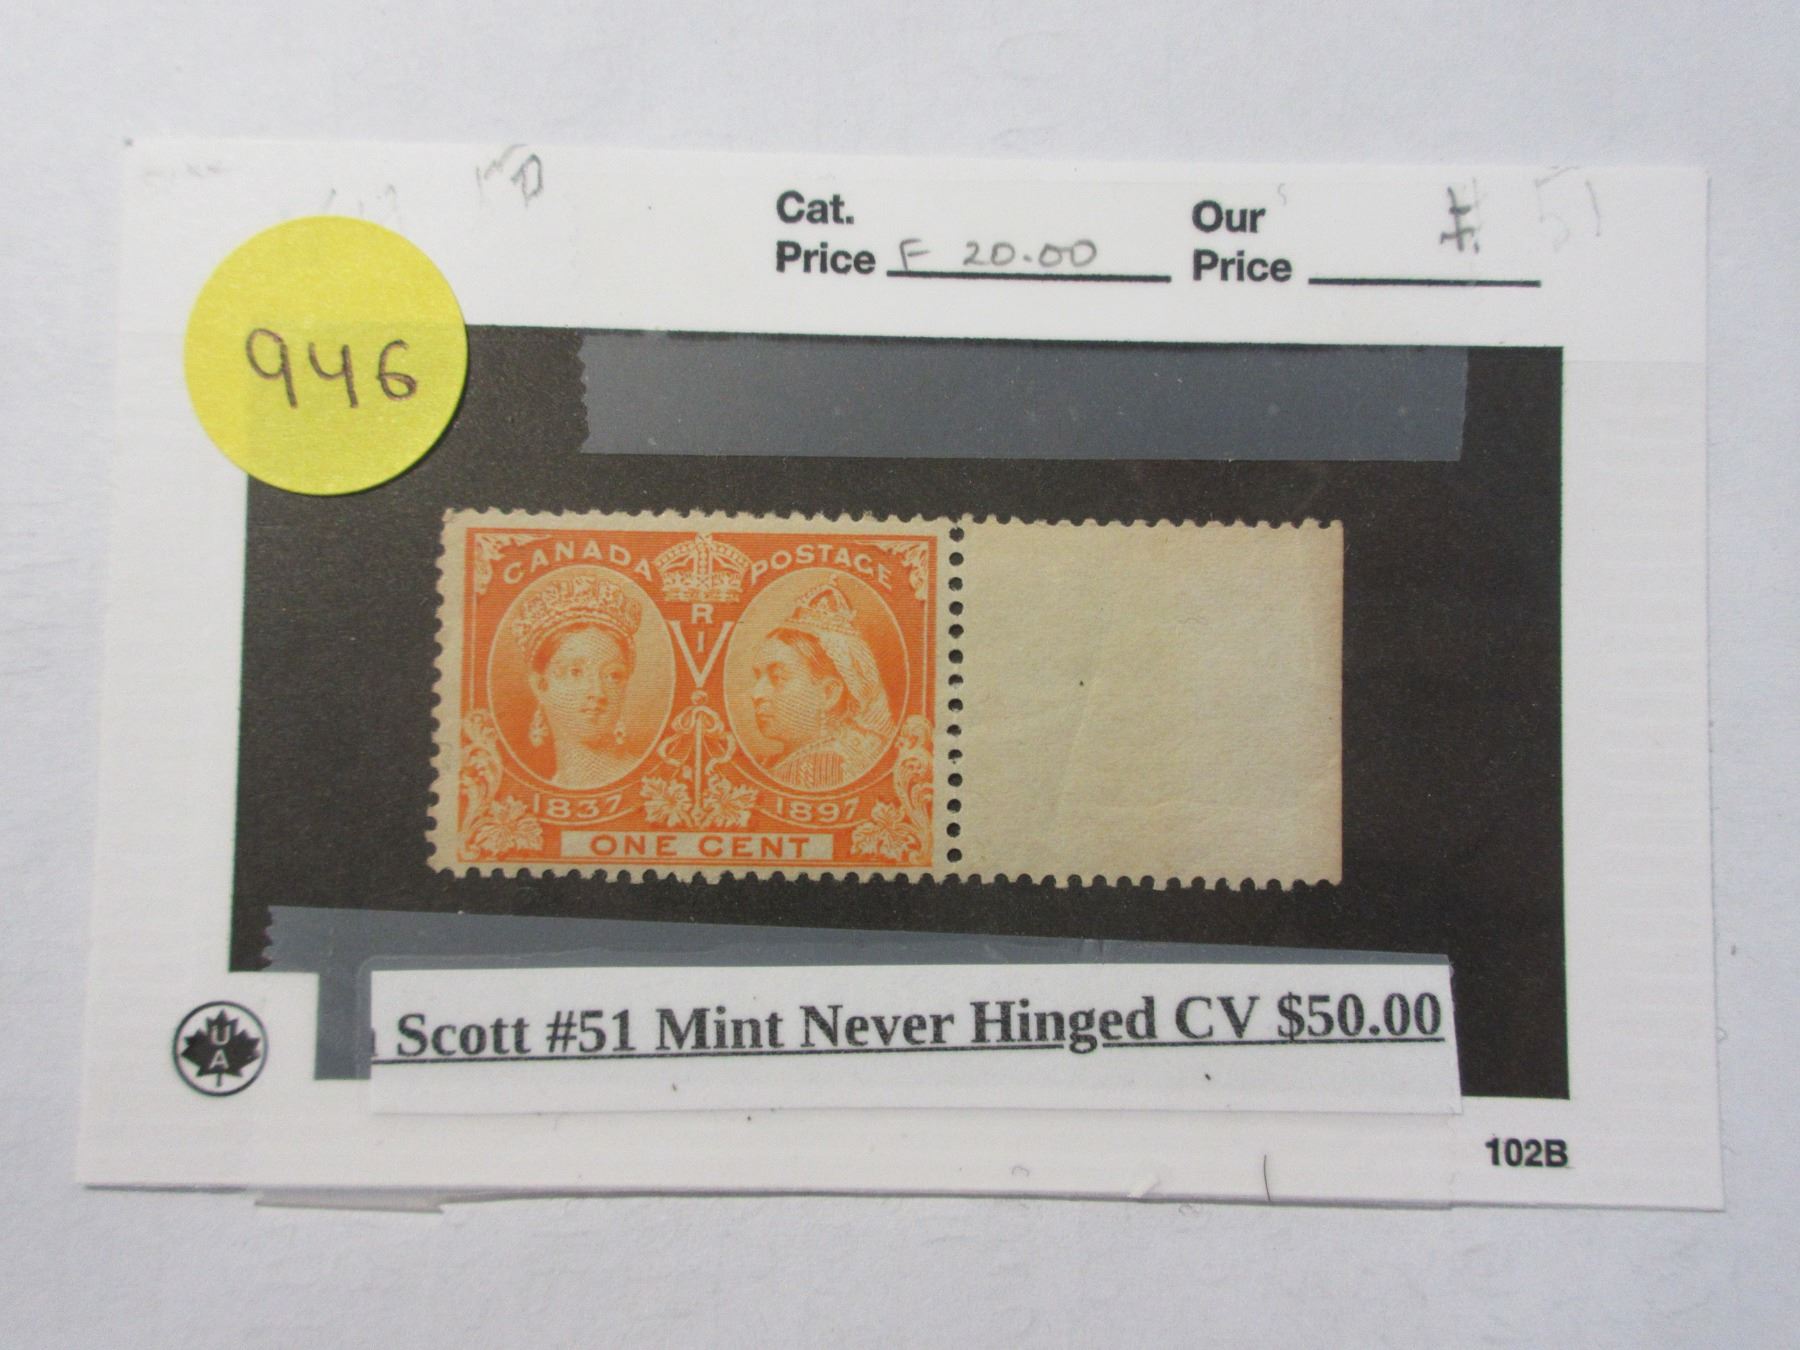 Cat. Price F 20.00
Our Price
# 51
946
CANADA POSTAGE
V R I
1837 1897
ONE CENT
Scott #51 Mint Never Hinged CV $50.00
102B